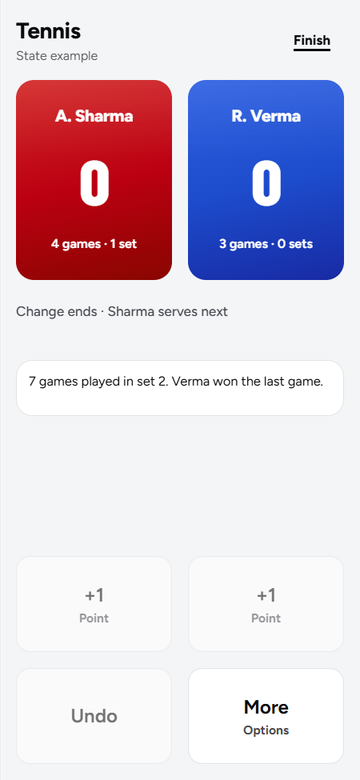 Tennis
State example
Finish
A. Sharma
0
4 games · 1 set
R. Verma
0
3 games · 0 sets
Change ends · Sharma serves next
7 games played in set 2. Verma won the last game.
+1
Point
+1
Point
Undo
More
Options